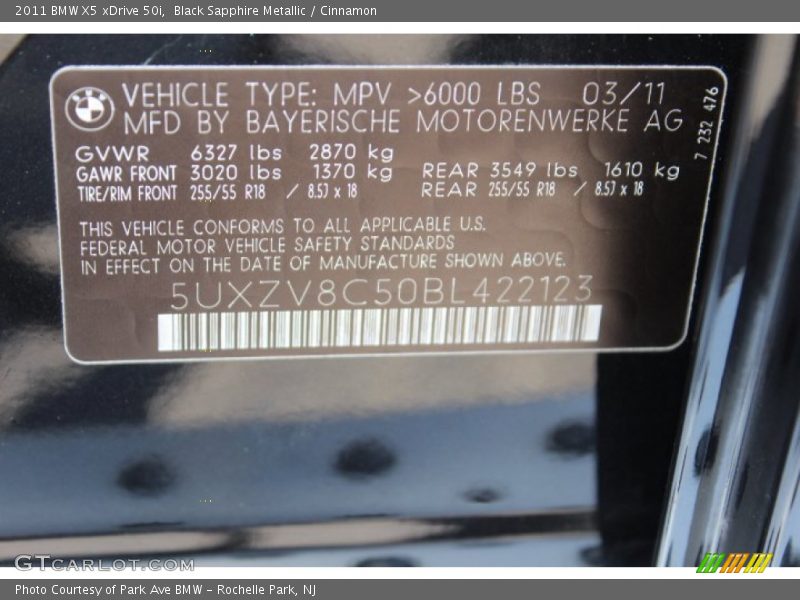 2011 BMW X5 xDrive 50i, Black Sapphire Metallic / Cinnamon
VEHICLE TYPE: MPV >6000 LBS 03/11
MFD BY BAYERISCHE MOTORENWERKE AG
7 232 476
GVWR 6327 lbs 2870 kg
GAWR FRONT 3020 lbs 1370 kg REAR 3549 lbs 1610 kg
TIRE/RIM FRONT 255/55 R18 / 8.5J x 18 REAR 255/55 R18 / 8.5J x 18
THIS VEHICLE CONFORMS TO ALL APPLICABLE U.S.
FEDERAL MOTOR VEHICLE SAFETY STANDARDS
IN EFFECT ON THE DATE OF MANUFACTURE SHOWN ABOVE.
5UXZV8C50BL422123
GTCARLOT.COM
Photo Courtesy of Park Ave BMW - Rochelle Park, NJ